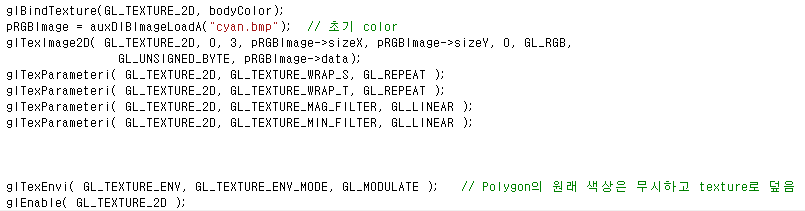 glBindTexture(GL_TEXTURE_2D, bodyColor);
pRGBImage = auxDIBImageLoadA("cyan.bmp");  // 초기 color
glTexImage2D( GL_TEXTURE_2D, 0, 3, pRGBImage->sizeX, pRGBImage->sizeY, 0, GL_RGB,
GL_UNSIGNED_BYTE, pRGBImage->data);
glTexParameteri( GL_TEXTURE_2D, GL_TEXTURE_WRAP_S, GL_REPEAT );
glTexParameteri( GL_TEXTURE_2D, GL_TEXTURE_WRAP_T, GL_REPEAT );
glTexParameteri( GL_TEXTURE_2D, GL_TEXTURE_MAG_FILTER, GL_LINEAR );
glTexParameteri( GL_TEXTURE_2D, GL_TEXTURE_MIN_FILTER, GL_LINEAR );
glTexEnvi( GL_TEXTURE_ENV, GL_TEXTURE_ENV_MODE, GL_MODULATE );   // Polygon의 원래 색상은 무시하고 texture로 덮음
glEnable( GL_TEXTURE_2D );